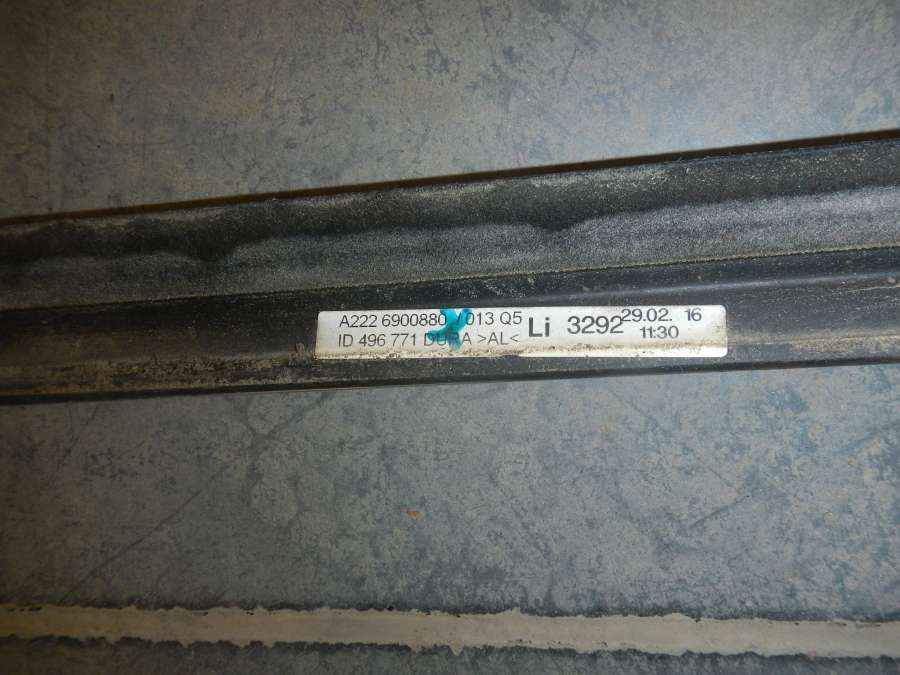 A222 6900880 / 013 Q5
ID 496 771 DURA >AL<
Li 3292
29.02. 16
11:30